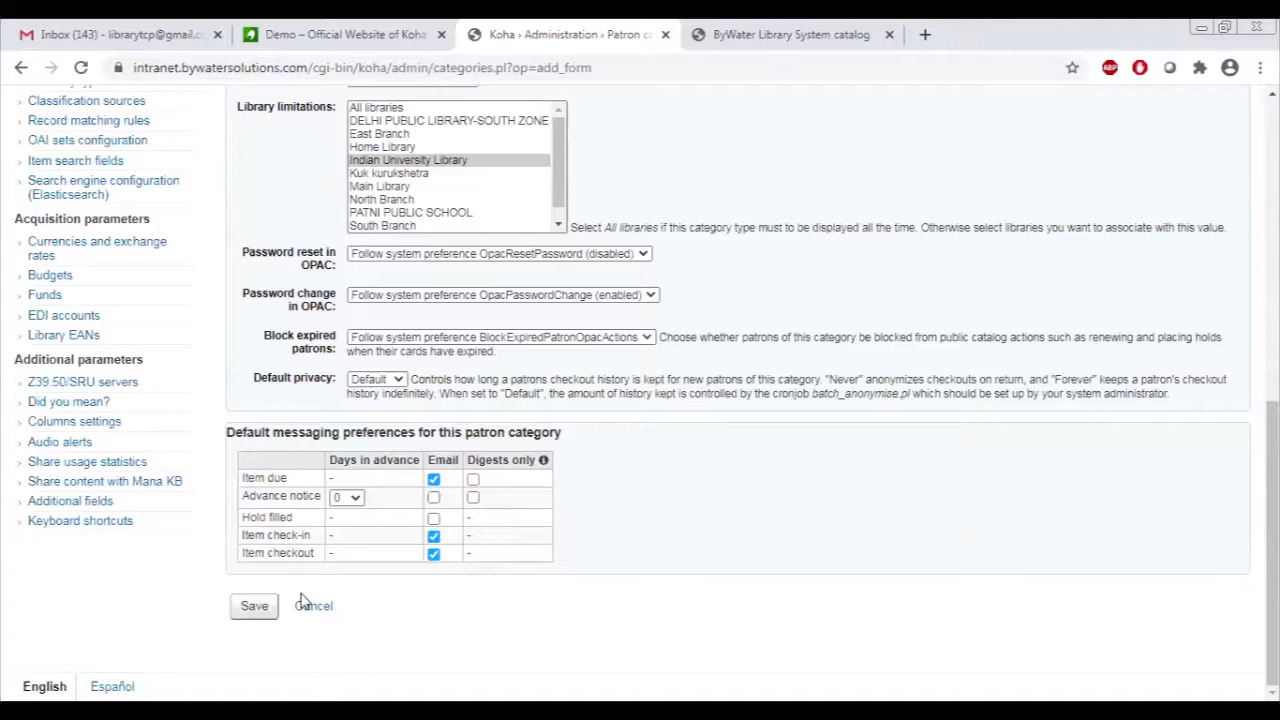 Inbox (143) - librarytcp@gmail.c
Demo – Official Website of Koha
Koha › Administration › Patron ca
ByWater Library System catalog
intranet.bywatersolutions.com/cgi-bin/koha/admin/categories.pl?op=add_form
Classification sources
Record matching rules
OAI sets configuration
Item search fields
Search engine configuration
(Elasticsearch)
Acquisition parameters
Currencies and exchange
rates
Budgets
Funds
EDI accounts
Library EANs
Additional parameters
Z39.50/SRU servers
Did you mean?
Columns settings
Audio alerts
Share usage statistics
Share content with Mana KB
Additional fields
Keyboard shortcuts
Library limitations:
All libraries
DELHI PUBLIC LIBRARY-SOUTH ZONE
East Branch
Home Library
Indian University Library
Kuk kurukshetra
Main Library
North Branch
PATNI PUBLIC SCHOOL
South Branch
Select All libraries if this category type must to be displayed all the time. Otherwise select libraries you want to associate with this value.
Password reset in
OPAC:
Follow system preference OpacResetPassword (disabled)
Password change
in OPAC:
Follow system preference OpacPasswordChange (enabled)
Block expired
patrons:
Follow system preference BlockExpiredPatronOpacActions
Choose whether patrons of this category be blocked from public catalog actions such as renewing and placing holds
when their cards have expired.
Default privacy:
Default
Controls how long a patrons checkout history is kept for new patrons of this category. "Never" anonymizes checkouts on return, and "Forever" keeps a patron's checkout
history indefinitely. When set to "Default", the amount of history kept is controlled by the cronjob batch_anonymise.pl which should be set up by your system administrator.
Default messaging preferences for this patron category
Days in advance Email Digests only
Item due -
Advance notice 0
Hold filled - -
Item check-in - -
Item checkout - -
Save Cancel
English Español